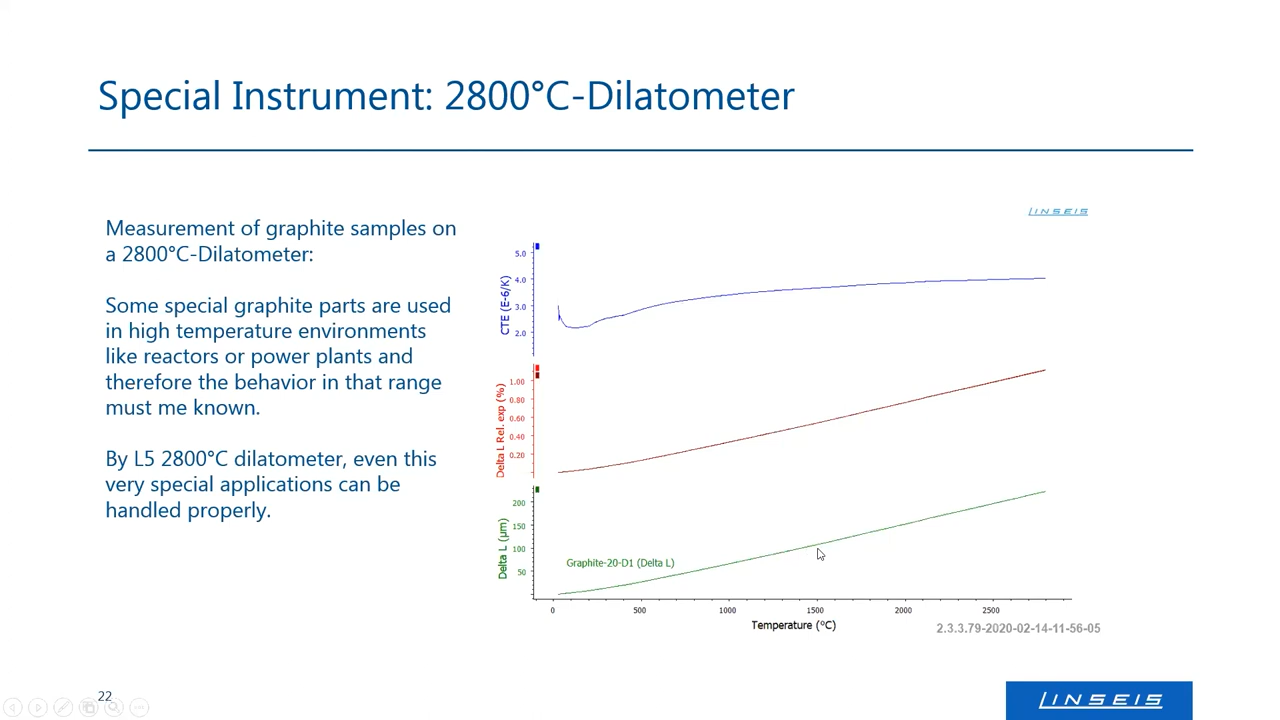 Special Instrument: 2800°C-Dilatometer
Measurement of graphite samples on
a 2800°C-Dilatometer:
Some special graphite parts are used
in high temperature environments
like reactors or power plants and
therefore the behavior in that range
must me known.
By L5 2800°C dilatometer, even this
very special applications can be
handled properly.
LINSEIS
CTE (E-6/K)
5.0
4.0
3.0
2.0
Delta L Rel. exp (%)
1.00
0.80
0.60
0.40
0.20
Delta L (µm)
200
150
100
50
Graphite-20-D1 (Delta L)
0 500 1000 1500 2000 2500
Temperature (°C)
2.3.3.79-2020-02-14-11-56-05
22
LINSEIS